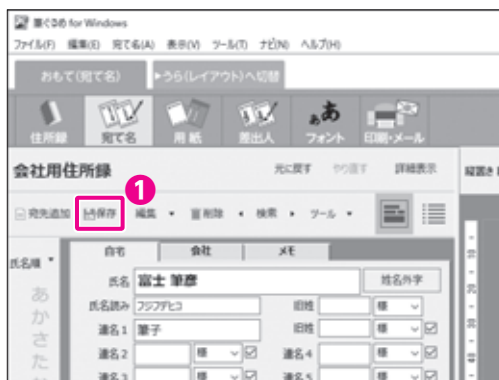 筆ぐるめ for Windows
ファイル(F) 編集(E) 宛て名(A) 表示(V) ツール(T) ナビ(N) ヘルプ(H)
おもて(宛て名) ▶うら(レイアウト)へ切替
住所録 宛て名 用紙 差出人 フォント 印刷・メール
会社用住所録 元に戻す やり直す 詳細表示 縦置き
1
宛先追加 保存 編集 削除 検索 ツール
自宅 会社 メモ
氏名順
氏名 富士 筆彦 姓名外字
あ
氏名読み フジフデヒコ 旧姓 様
か
連名1 筆子 旧姓 様
さ
連名2 様 連名4 様
た
連名3 様 連名5 様